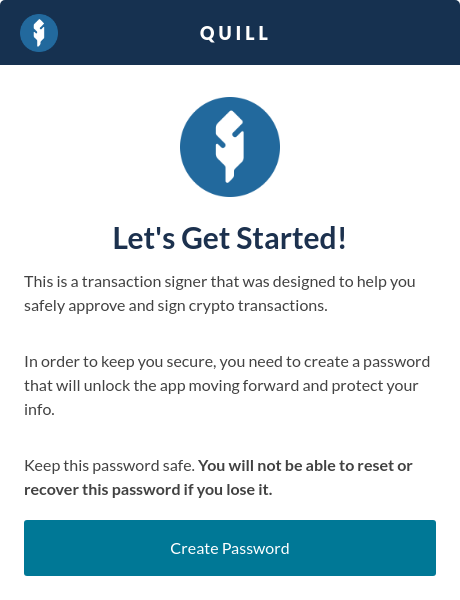 QUILL
Let's Get Started!
This is a transaction signer that was designed to help you
safely approve and sign crypto transactions.
In order to keep you secure, you need to create a password
that will unlock the app moving forward and protect your
info.
Keep this password safe. You will not be able to reset or
recover this password if you lose it.
Create Password